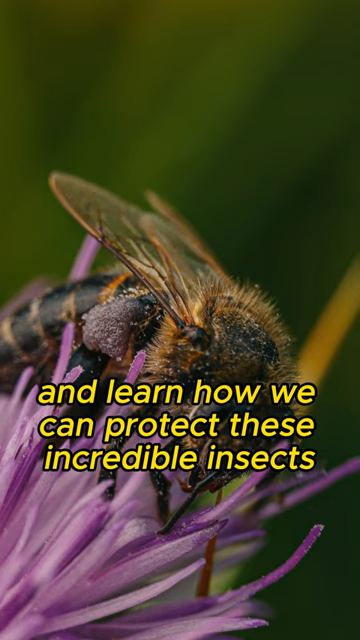 and learn how we
can protect these
incredible insects